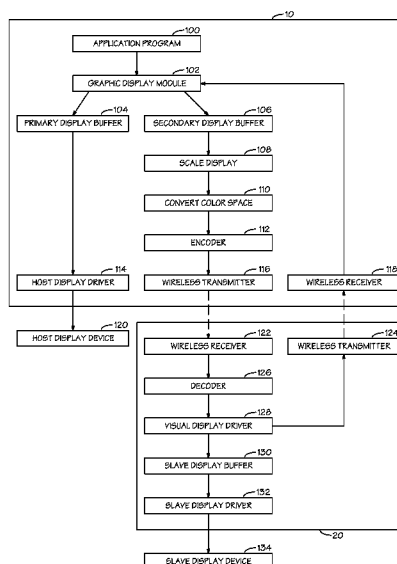 10
100
APPLICATION PROGRAM
102
GRAPHIC DISPLAY MODULE
104
PRIMARY DISPLAY BUFFER
106
SECONDARY DISPLAY BUFFER
108
SCALE DISPLAY
110
CONVERT COLOR SPACE
112
ENCODER
114
HOST DISPLAY DRIVER
116
WIRELESS TRANSMITTER
118
WIRELESS RECEIVER
120
HOST DISPLAY DEVICE
122
WIRELESS RECEIVER
124
WIRELESS TRANSMITTER
126
DECODER
128
VISUAL DISPLAY DRIVER
130
SLAVE DISPLAY BUFFER
132
SLAVE DISPLAY DRIVER
20
134
SLAVE DISPLAY DEVICE